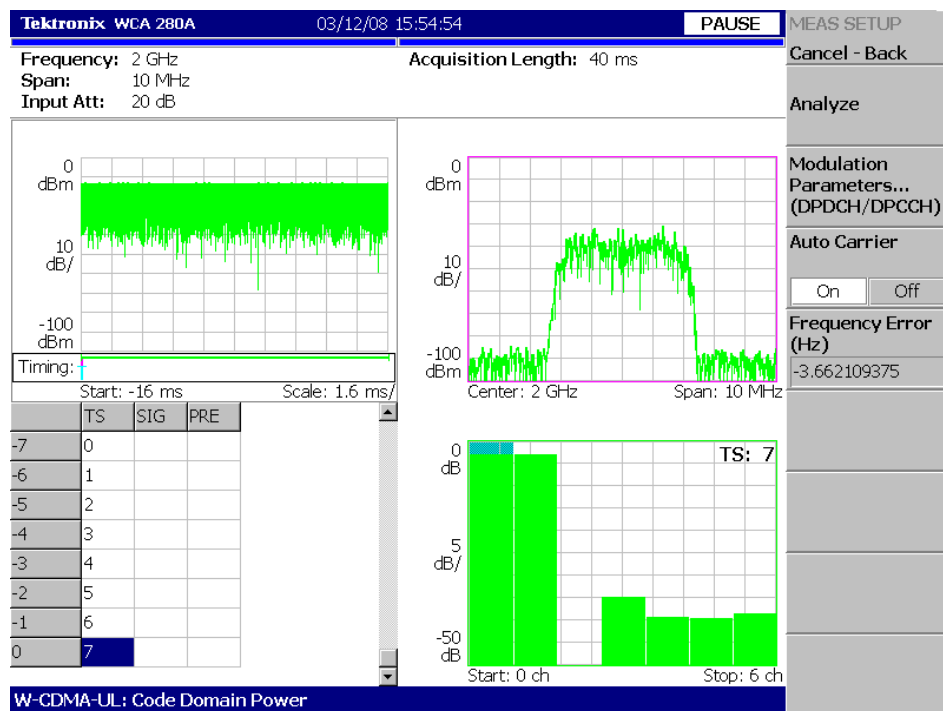 Tektronix WCA 280A 03/12/08 15:54:54 PAUSE
Frequency: 2 GHz
Span: 10 MHz
Input Att: 20 dB
Acquisition Length: 40 ms
0
dBm
10
dB/
-100
dBm
Timing:
Start: -16 ms Scale: 1.6 ms/
0
dBm
10
dB/
-100
dBm
Center: 2 GHz Span: 10 MHz
TS SIG PRE
-7 0
-6 1
-5 2
-4 3
-3 4
-2 5
-1 6
0 7
0
dB
5
dB/
-50
dB
TS: 7
Start: 0 ch Stop: 6 ch
W-CDMA-UL: Code Domain Power
MEAS SETUP
Cancel - Back
Analyze
Modulation
Parameters...
(DPDCH/DPCCH)
Auto Carrier
On Off
Frequency Error
(Hz)
-3.662109375